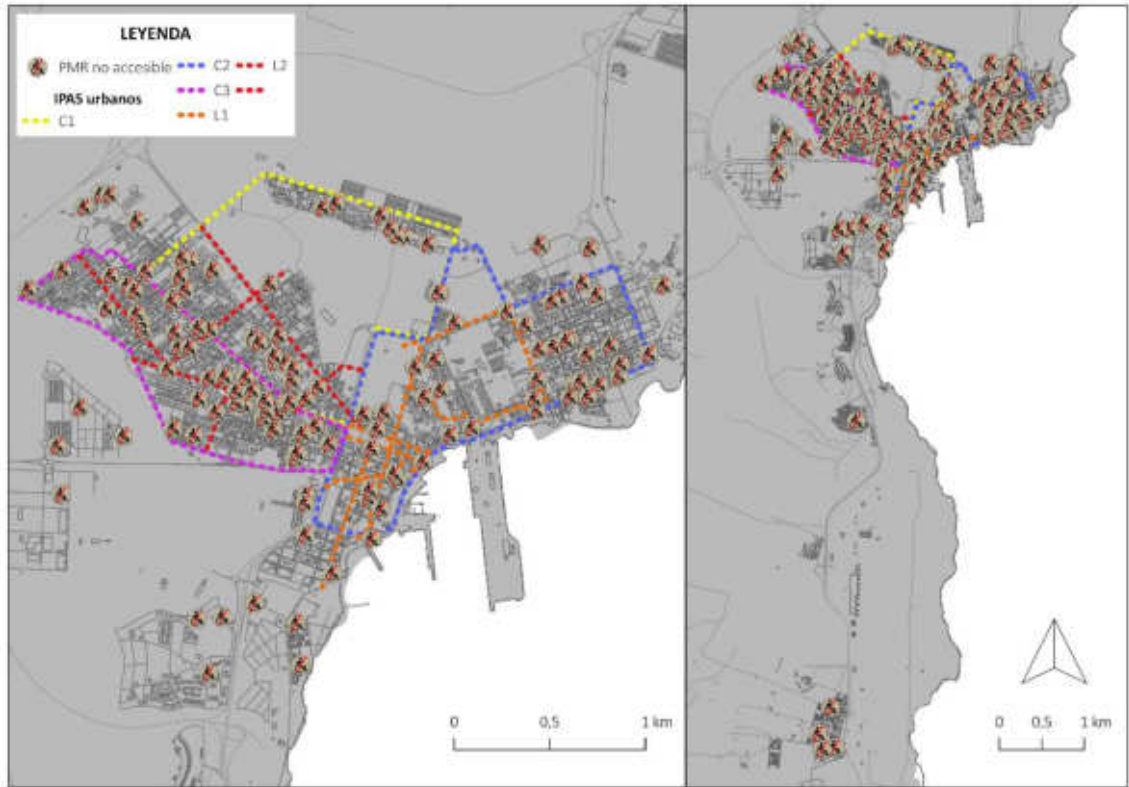 LEYENDA
PMR no accesible
C2
L2
C3
IPAS urbanos
C1
L1
0 0,5 1 km
0 0,5 1 km